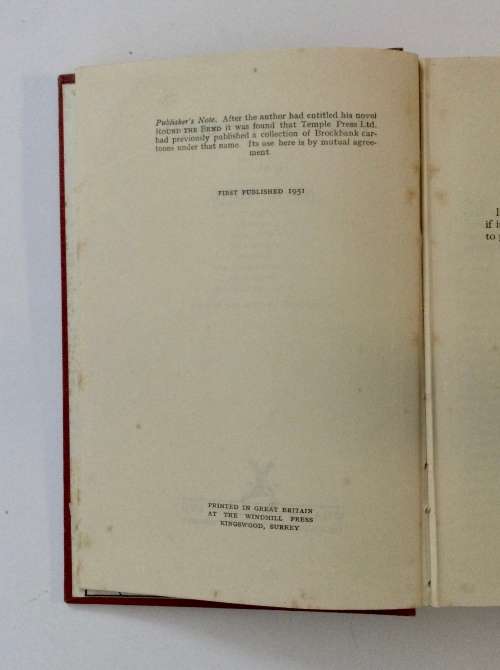 Publisher's Note. After the author had entitled his novel
ROUND THE BEND it was found that Temple Press Ltd.
had previously published a collection of Brockbank car-
toons under that name. Its use here is by mutual agree-
ment
FIRST PUBLISHED 1951
PRINTED IN GREAT BRITAIN
AT THE WINDMILL PRESS
KINGSWOOD, SURREY
I
if i
to